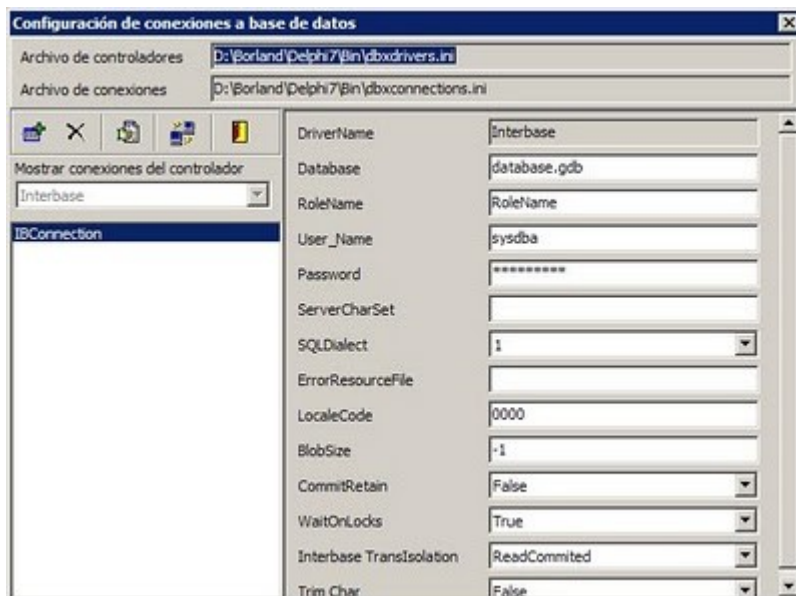 Configuración de conexiones a base de datos
Archivo de controladores D:\Borland\Delphi7\Bin\dbxdrivers.ini
Archivo de conexiones D:\Borland\Delphi7\Bin\dbxconnections.ini
Mostrar conexiones del controlador
Interbase
IBConnection
DriverName Interbase
Database database.gdb
RoleName RoleName
User_Name sysdba
Password *********
ServerCharSet
SQLDialect 1
ErrorResourceFile
LocaleCode 0000
BlobSize -1
CommitRetain False
WaitOnLocks True
Interbase TransIsolation ReadCommited
Trim Char False